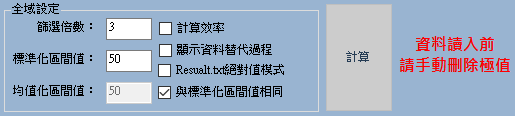 全域設定
篩選倍數： 3 計算效率
顯示資料替代過程
標準化區間值： 50
Resualt.txt絕對值模式
均值化區間值： 50 與標準化區間值相同
計算
資料讀入前
請手動刪除極值